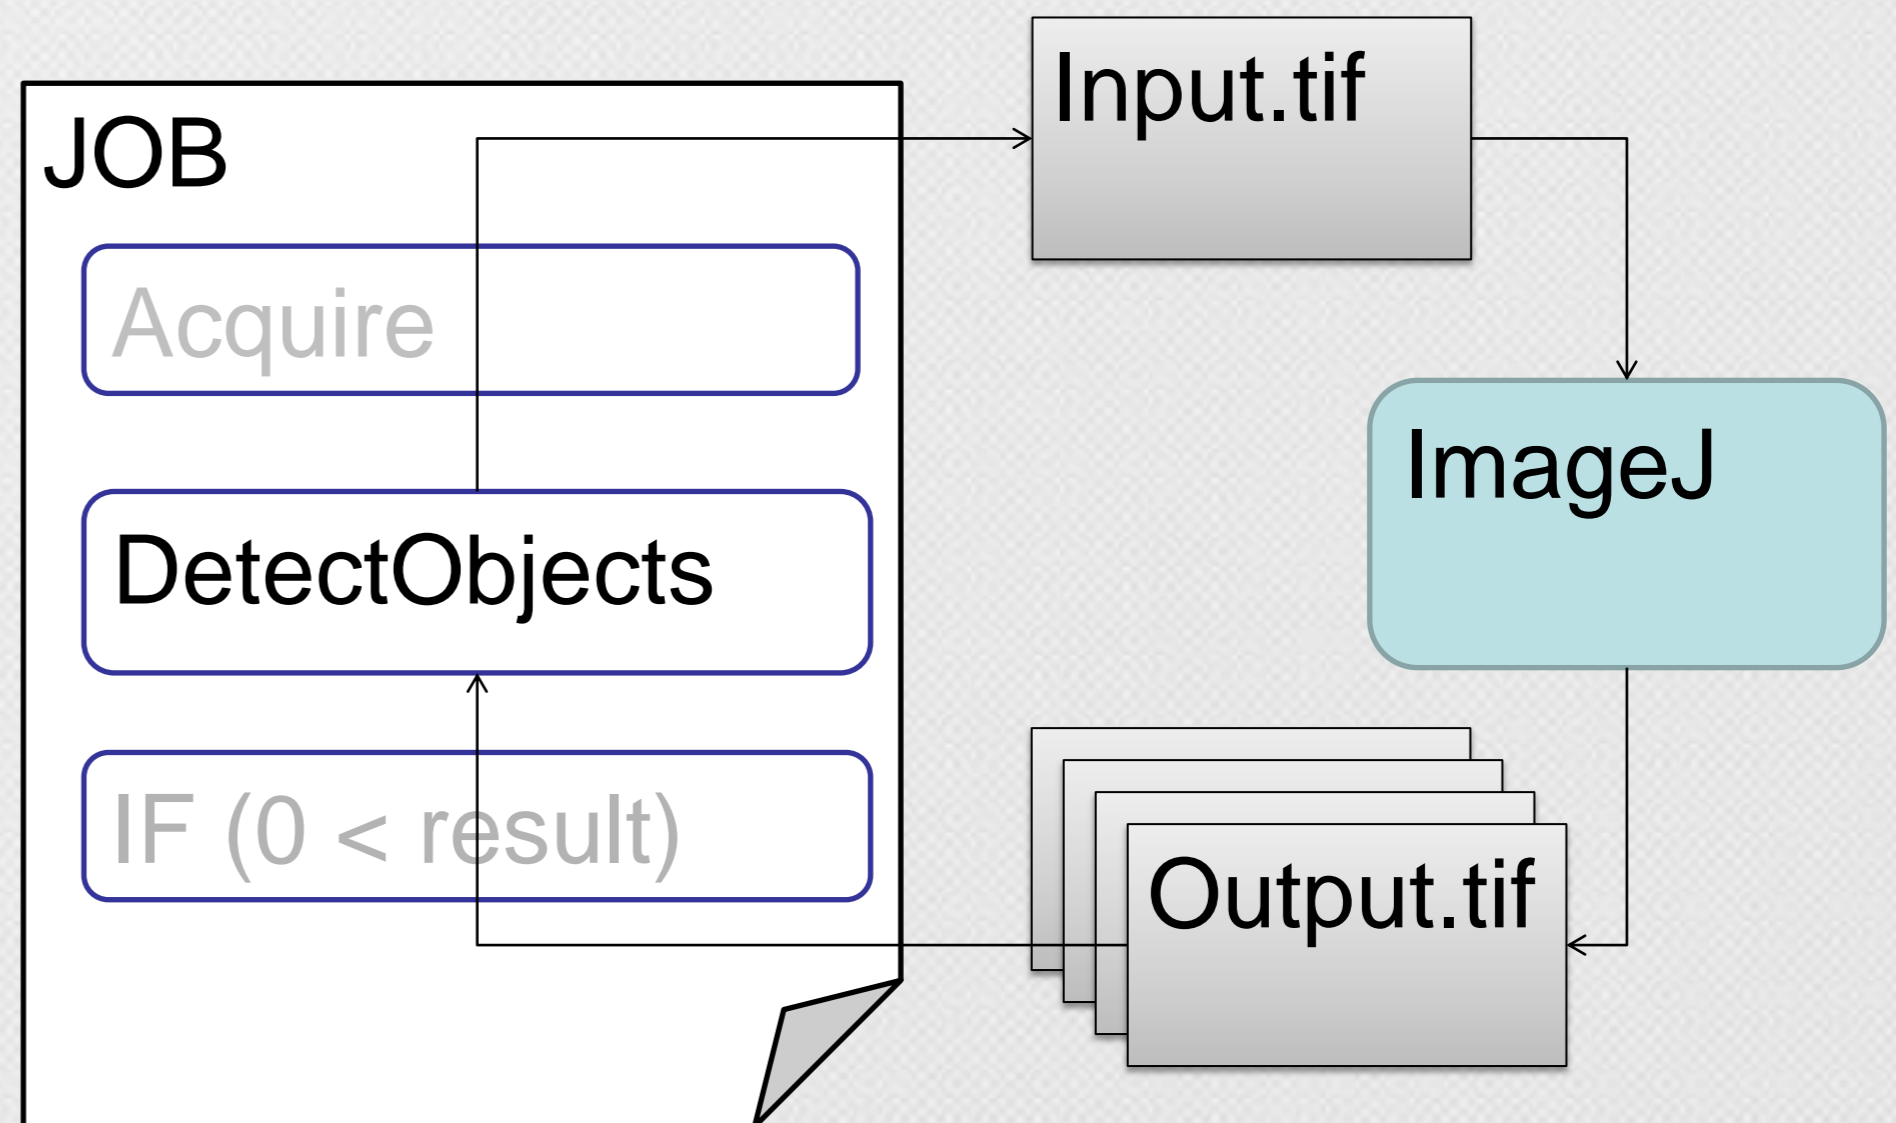 JOB
Acquire
DetectObjects
IF (0 < result)
Input.tif
ImageJ
Output.tif